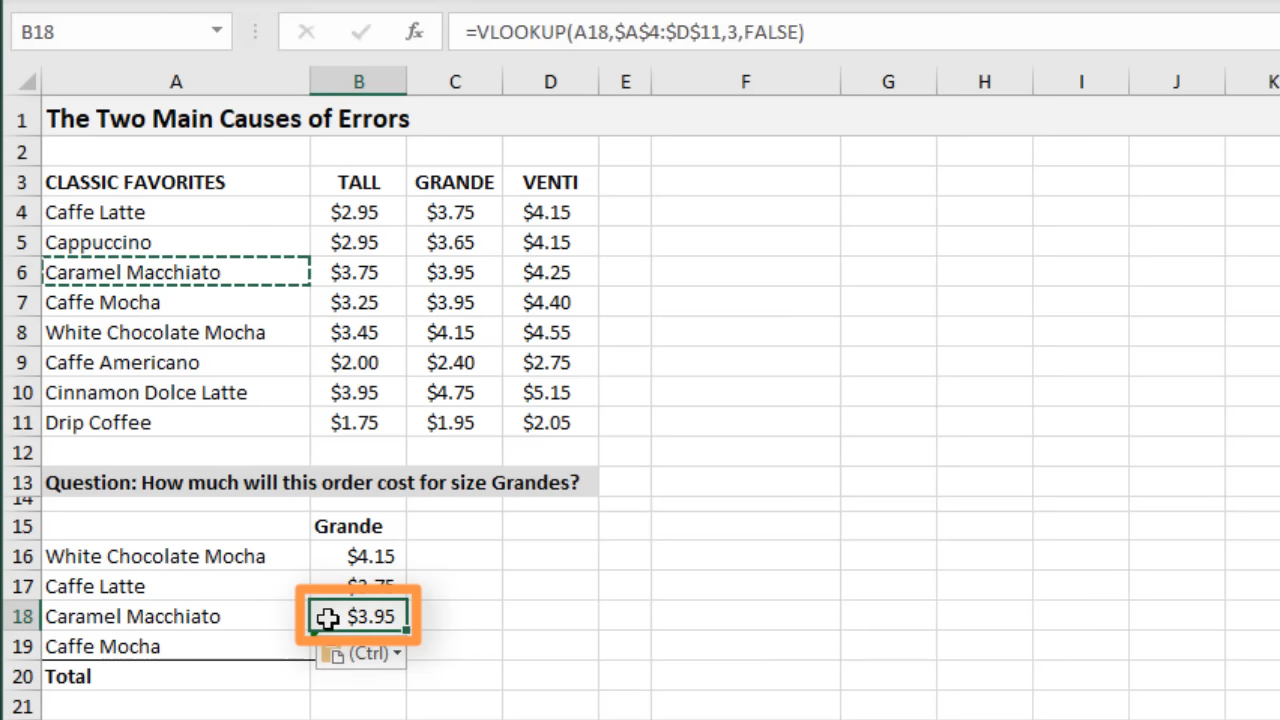 B18 fx =VLOOKUP(A18,$A$4:$D$11,3,FALSE)
A B C D E F G H I J K
1 The Two Main Causes of Errors
2
3 CLASSIC FAVORITES TALL GRANDE VENTI
4 Caffe Latte $2.95 $3.75 $4.15
5 Cappuccino $2.95 $3.65 $4.15
6 Caramel Macchiato $3.75 $3.95 $4.25
7 Caffe Mocha $3.25 $3.95 $4.40
8 White Chocolate Mocha $3.45 $4.15 $4.55
9 Caffe Americano $2.00 $2.40 $2.75
10 Cinnamon Dolce Latte $3.95 $4.75 $5.15
11 Drip Coffee $1.75 $1.95 $2.05
12
13 Question: How much will this order cost for size Grandes?
14
15 Grande
16 White Chocolate Mocha $4.15
17 Caffe Latte $3.75
18 Caramel Macchiato $3.95
19 Caffe Mocha (Ctrl)
20 Total
21